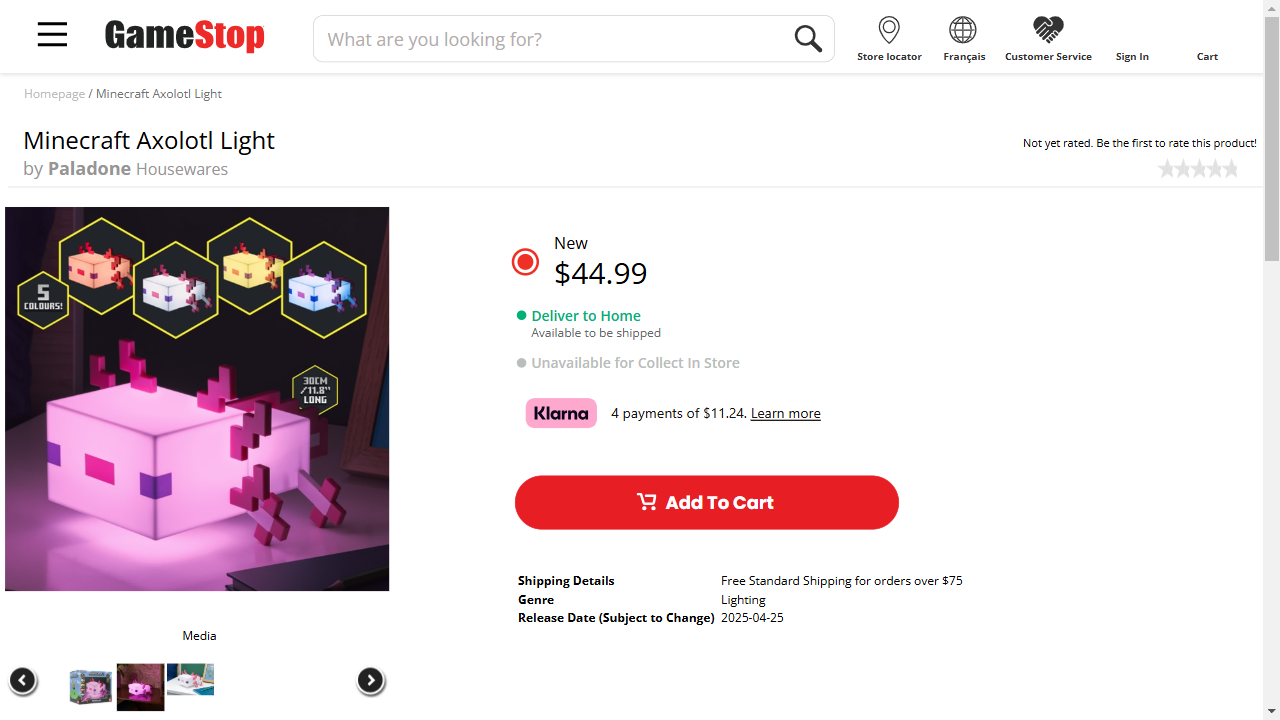 GameStop
What are you looking for?
Store locator
Français
Customer Service
Sign In
Cart
Homepage / Minecraft Axolotl Light
Minecraft Axolotl Light
by Paladone Housewares
Not yet rated. Be the first to rate this product!
5
COLOURS!
30CM
/11.8"
LONG
New
$44.99
Deliver to Home
Available to be shipped
Unavailable for Collect In Store
Klarna 4 payments of $11.24. Learn more
Add To Cart
Shipping Details Free Standard Shipping for orders over $75
Genre Lighting
Release Date (Subject to Change) 2025-04-25
Media